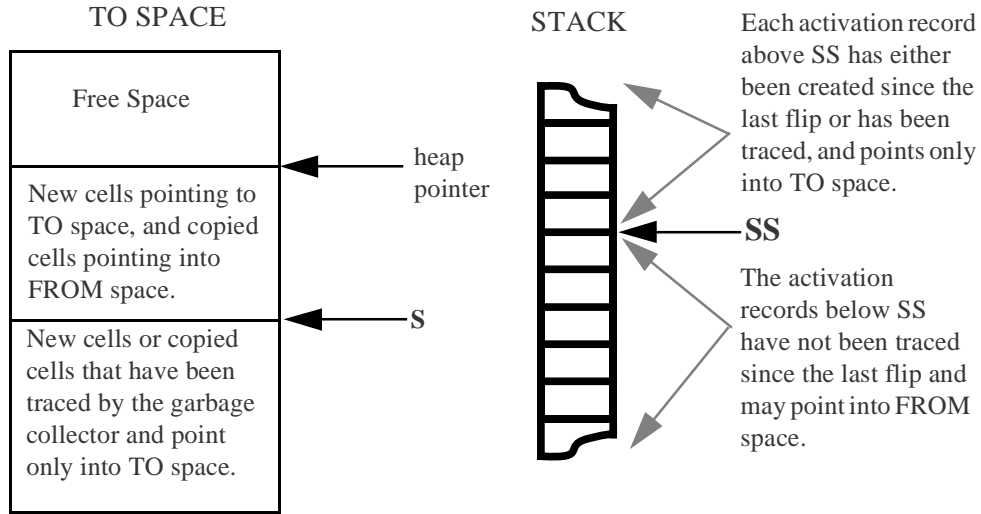 TO SPACE
Free Space
heap
pointer
New cells pointing to
TO space, and copied
cells pointing into
FROM space.
S
New cells or copied
cells that have been
traced by the garbage
collector and point
only into TO space.
STACK
Each activation record
above SS has either
been created since the
last flip or has been
traced, and points only
into TO space.
SS
The activation
records below SS
have not been traced
since the last flip and
may point into FROM
space.